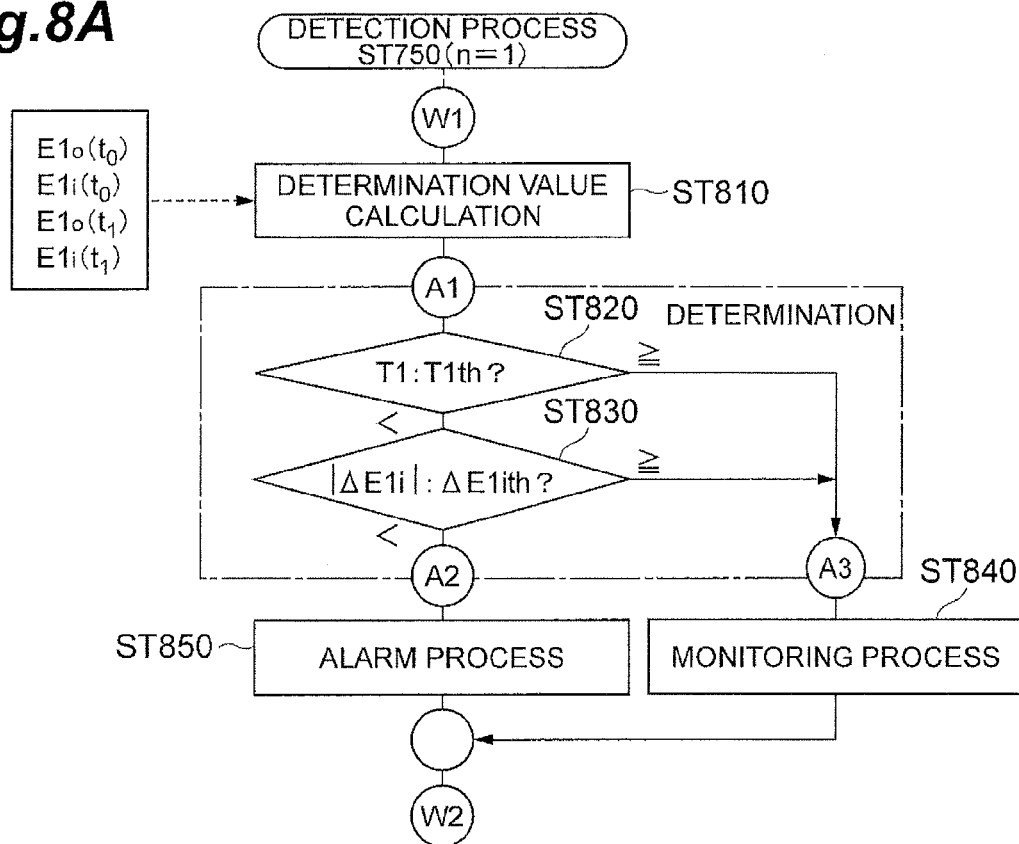 g.8A
DETECTION PROCESS
ST750(n=1)
W1
E1o(t0)
E1i(t0)
E1o(t1)
E1i(t1)
DETERMINATION VALUE
CALCULATION
ST810
A1
ST820
DETERMINATION
T1:T1th?
≧
<
ST830
|ΔE1i|:ΔE1ith?
≧
<
A2
A3
ST840
ST850
ALARM PROCESS
MONITORING PROCESS
W2